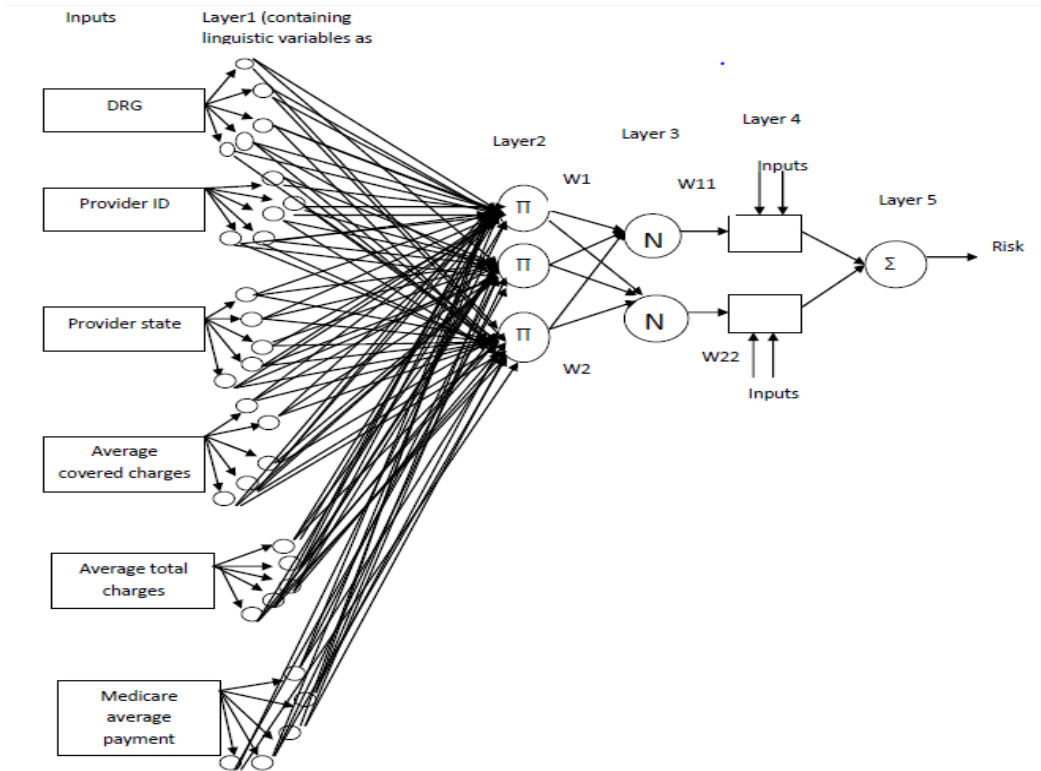 Inputs
Layer1 (containing
linguistic variables as
DRG
Provider ID
Provider state
Average
covered charges
Average total
charges
Medicare
average
payment
Layer2
Π
Π
Π
W1
W2
Layer 3
N
N
W11
W22
Layer 4
Inputs
Inputs
Layer 5
Σ
Risk